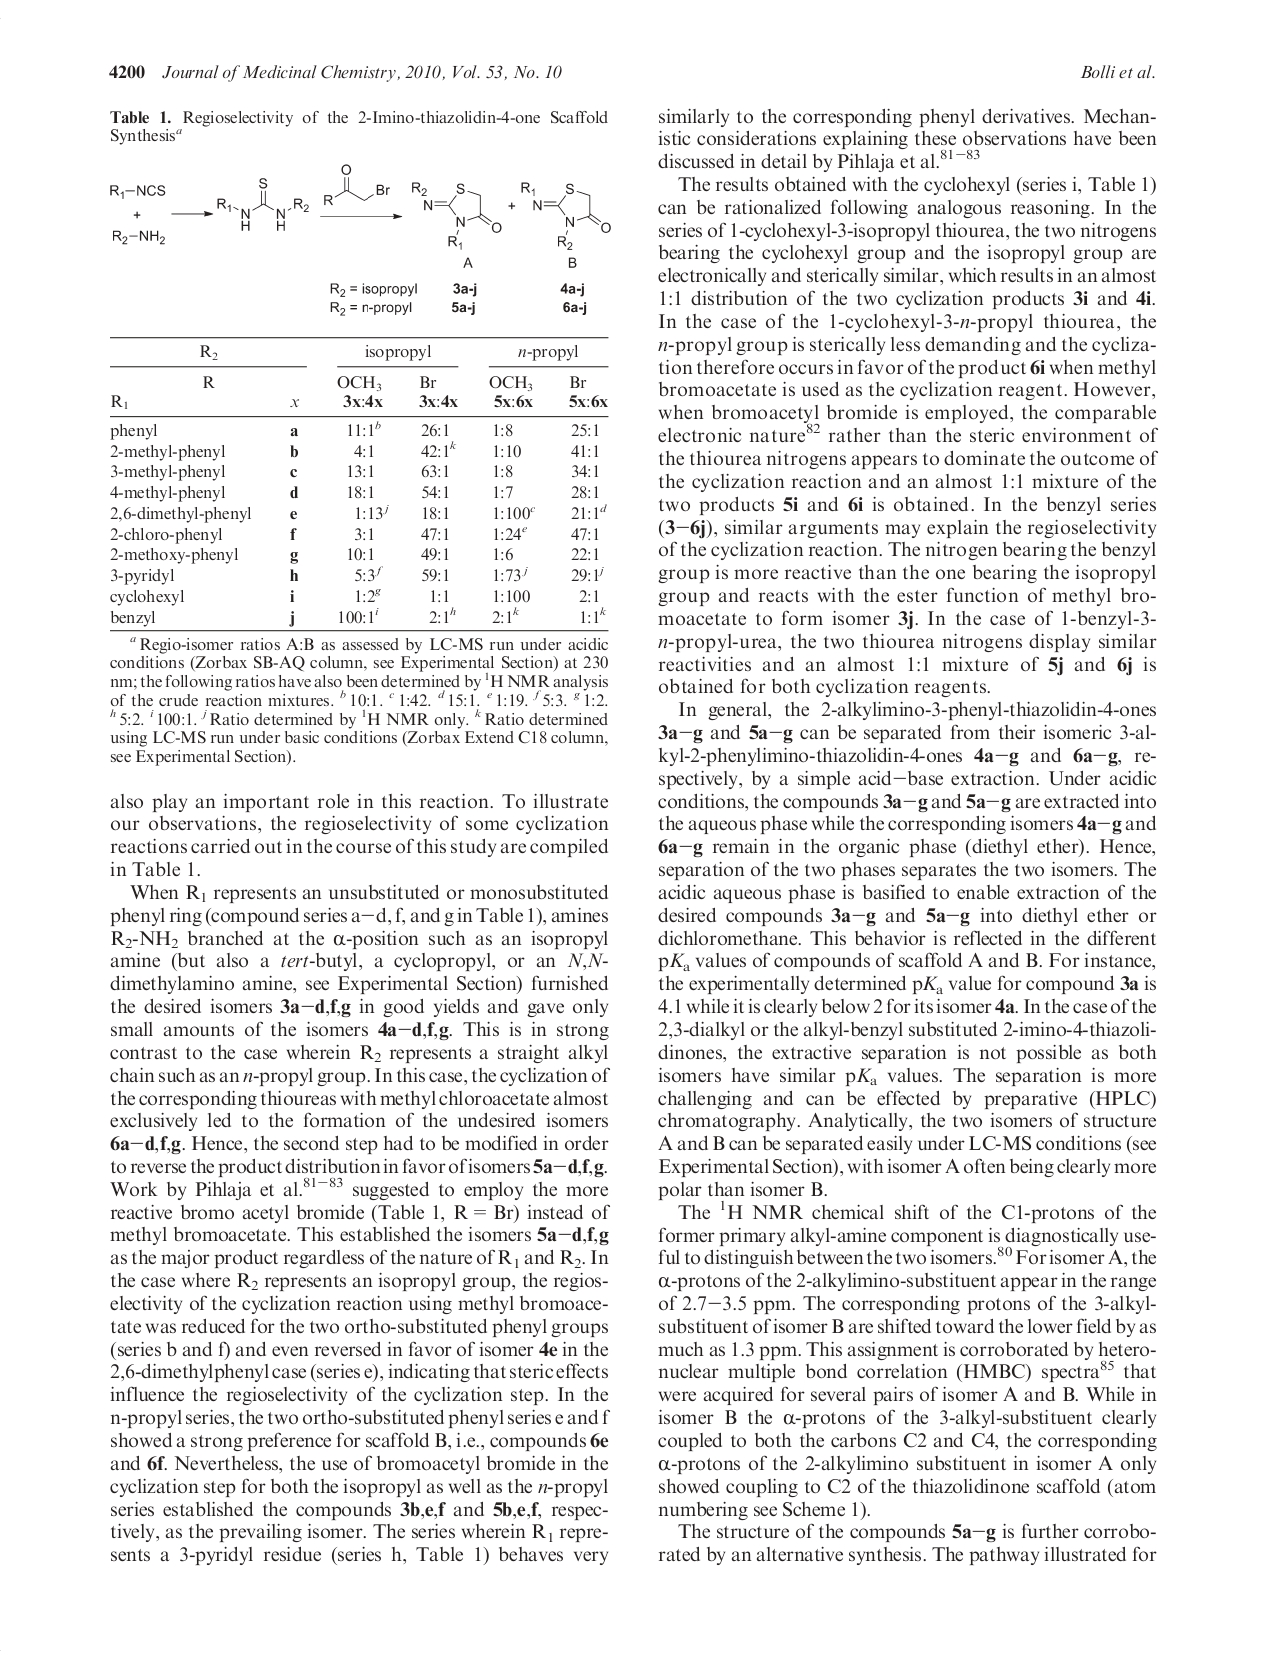 4200 Journal of Medicinal Chemistry, 2010, Vol. 53, No. 10
Bolli et al.
Table 1. Regioselectivity of the 2-Imino-thiazolidin-4-one Scaffold
Synthesis^a
R1−NCS
+
R2−NH2
S
R1 N H N H R2
O
R Br
R2 N S N O R1
A
+
R1 N S N O R2
B
R2 = isopropyl 3a-j 4a-j
R2 = n-propyl 5a-j 6a-j
R2 isopropyl n-propyl
R OCH3 Br OCH3 Br
R1 x 3x:4x 3x:4x 5x:6x 5x:6x
phenyl a 11:1^b 26:1 1:8 25:1
2-methyl-phenyl b 4:1 42:1^k 1:10 41:1
3-methyl-phenyl c 13:1 63:1 1:8 34:1
4-methyl-phenyl d 18:1 54:1 1:7 28:1
2,6-dimethyl-phenyl e 1:13^j 18:1 1:100^c 21:1^d
2-chloro-phenyl f 3:1 47:1 1:24^e 47:1
2-methoxy-phenyl g 10:1 49:1 1:6 22:1
3-pyridyl h 5:3^f 59:1 1:73^j 29:1^j
cyclohexyl i 1:2^g 1:1 1:100 2:1
benzyl j 100:1^i 2:1^h 2:1^k 1:1^k
^a Regio-isomer ratios A:B as assessed by LC-MS run under acidic
conditions (Zorbax SB-AQ column, see Experimental Section) at 230
nm; the following ratios have also been determined by ^1H NMR analysis
of the crude reaction mixtures. ^b 10:1. ^c 1:42. ^d 15:1. ^e 1:19. ^f 5:3. ^g 1:2.
^h 5:2. ^i 100:1. ^j Ratio determined by ^1H NMR only. ^k Ratio determined
using LC-MS run under basic conditions (Zorbax Extend C18 column,
see Experimental Section).
also play an important role in this reaction. To illustrate
our observations, the regioselectivity of some cyclization
reactions carried out in the course of this study are compiled
in Table 1.
When R1 represents an unsubstituted or monosubstituted
phenyl ring (compound series a−d, f, and g in Table 1), amines
R2-NH2 branched at the α-position such as an isopropyl
amine (but also a tert-butyl, a cyclopropyl, or an N,N-
dimethylamino amine, see Experimental Section) furnished
the desired isomers 3a−d,f,g in good yields and gave only
small amounts of the isomers 4a−d,f,g. This is in strong
contrast to the case wherein R2 represents a straight alkyl
chain such as an n-propyl group. In this case, the cyclization of
the corresponding thioureas with methyl chloroacetate almost
exclusively led to the formation of the undesired isomers
6a−d,f,g. Hence, the second step had to be modified in order
to reverse the product distribution in favor of isomers 5a−d,f,g.
Work by Pihlaja et al.^81−83 suggested to employ the more
reactive bromo acetyl bromide (Table 1, R = Br) instead of
methyl bromoacetate. This established the isomers 5a−d,f,g
as the major product regardless of the nature of R1 and R2. In
the case where R2 represents an isopropyl group, the regios-
electivity of the cyclization reaction using methyl bromoace-
tate was reduced for the two ortho-substituted phenyl groups
(series b and f) and even reversed in favor of isomer 4e in the
2,6-dimethylphenyl case (series e), indicating that steric effects
influence the regioselectivity of the cyclization step. In the
n-propyl series, the two ortho-substituted phenyl series e and f
showed a strong preference for scaffold B, i.e., compounds 6e
and 6f. Nevertheless, the use of bromoacetyl bromide in the
cyclization step for both the isopropyl as well as the n-propyl
series established the compounds 3b,e,f and 5b,e,f, respec-
tively, as the prevailing isomer. The series wherein R1 repre-
sents a 3-pyridyl residue (series h, Table 1) behaves very
similarly to the corresponding phenyl derivatives. Mechan-
istic considerations explaining these observations have been
discussed in detail by Pihlaja et al.^81−83
The results obtained with the cyclohexyl (series i, Table 1)
can be rationalized following analogous reasoning. In the
series of 1-cyclohexyl-3-isopropyl thiourea, the two nitrogens
bearing the cyclohexyl group and the isopropyl group are
electronically and sterically similar, which results in an almost
1:1 distribution of the two cyclization products 3i and 4i.
In the case of the 1-cyclohexyl-3-n-propyl thiourea, the
n-propyl group is sterically less demanding and the cycliza-
tion therefore occurs in favor of the product 6i when methyl
bromoacetate is used as the cyclization reagent. However,
when bromoacetyl bromide is employed, the comparable
electronic nature^82 rather than the steric environment of
the thiourea nitrogens appears to dominate the outcome of
the cyclization reaction and an almost 1:1 mixture of the
two products 5i and 6i is obtained. In the benzyl series
(3−6j), similar arguments may explain the regioselectivity
of the cyclization reaction. The nitrogen bearing the benzyl
group is more reactive than the one bearing the isopropyl
group and reacts with the ester function of methyl bro-
moacetate to form isomer 3j. In the case of 1-benzyl-3-
n-propyl-urea, the two thiourea nitrogens display similar
reactivities and an almost 1:1 mixture of 5j and 6j is
obtained for both cyclization reagents.
In general, the 2-alkylimino-3-phenyl-thiazolidin-4-ones
3a−g and 5a−g can be separated from their isomeric 3-al-
kyl-2-phenylimino-thiazolidin-4-ones 4a−g and 6a−g, re-
spectively, by a simple acid−base extraction. Under acidic
conditions, the compounds 3a−g and 5a−g are extracted into
the aqueous phase while the corresponding isomers 4a−g and
6a−g remain in the organic phase (diethyl ether). Hence,
separation of the two phases separates the two isomers. The
acidic aqueous phase is basified to enable extraction of the
desired compounds 3a−g and 5a−g into diethyl ether or
dichloromethane. This behavior is reflected in the different
pKa values of compounds of scaffold A and B. For instance,
the experimentally determined pKa value for compound 3a is
4.1 while it is clearly below 2 for its isomer 4a. In the case of the
2,3-dialkyl or the alkyl-benzyl substituted 2-imino-4-thiazoli-
dinones, the extractive separation is not possible as both
isomers have similar pKa values. The separation is more
challenging and can be effected by preparative (HPLC)
chromatography. Analytically, the two isomers of structure
A and B can be separated easily under LC-MS conditions (see
Experimental Section), with isomer A often being clearly more
polar than isomer B.
The ^1H NMR chemical shift of the C1-protons of the
former primary alkyl-amine component is diagnostically use-
ful to distinguish between the two isomers.^80 For isomer A, the
α-protons of the 2-alkylimino-substituent appear in the range
of 2.7−3.5 ppm. The corresponding protons of the 3-alkyl-
substituent of isomer B are shifted toward the lower field by as
much as 1.3 ppm. This assignment is corroborated by hetero-
nuclear multiple bond correlation (HMBC) spectra^85 that
were acquired for several pairs of isomer A and B. While in
isomer B the α-protons of the 3-alkyl-substituent clearly
coupled to both the carbons C2 and C4, the corresponding
α-protons of the 2-alkylimino substituent in isomer A only
showed coupling to C2 of the thiazolidinone scaffold (atom
numbering see Scheme 1).
The structure of the compounds 5a−g is further corrobo-
rated by an alternative synthesis. The pathway illustrated for